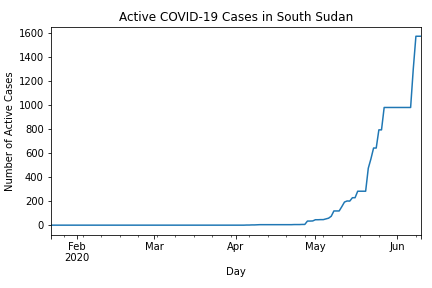 Active COVID-19 Cases in South Sudan
Number of Active Cases
1600
1400
1200
1000
800
600
400
200
0
Feb
2020
Mar
Apr
May
Jun
Day